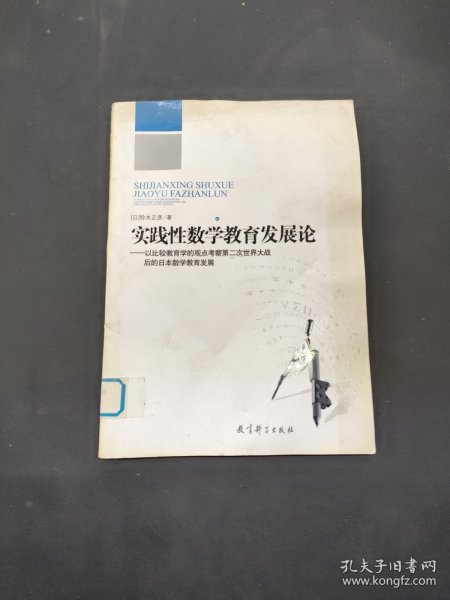 SHIJIANXING SHUXUE
JIAOYU FAZHANLUN
[日]铃木正彦/著
实践性数学教育发展论
——以比较教育学的观点考察第二次世界大战
后的日本数学教育发展
教育科学出版社
孔夫子旧书网
www.kongfz.com